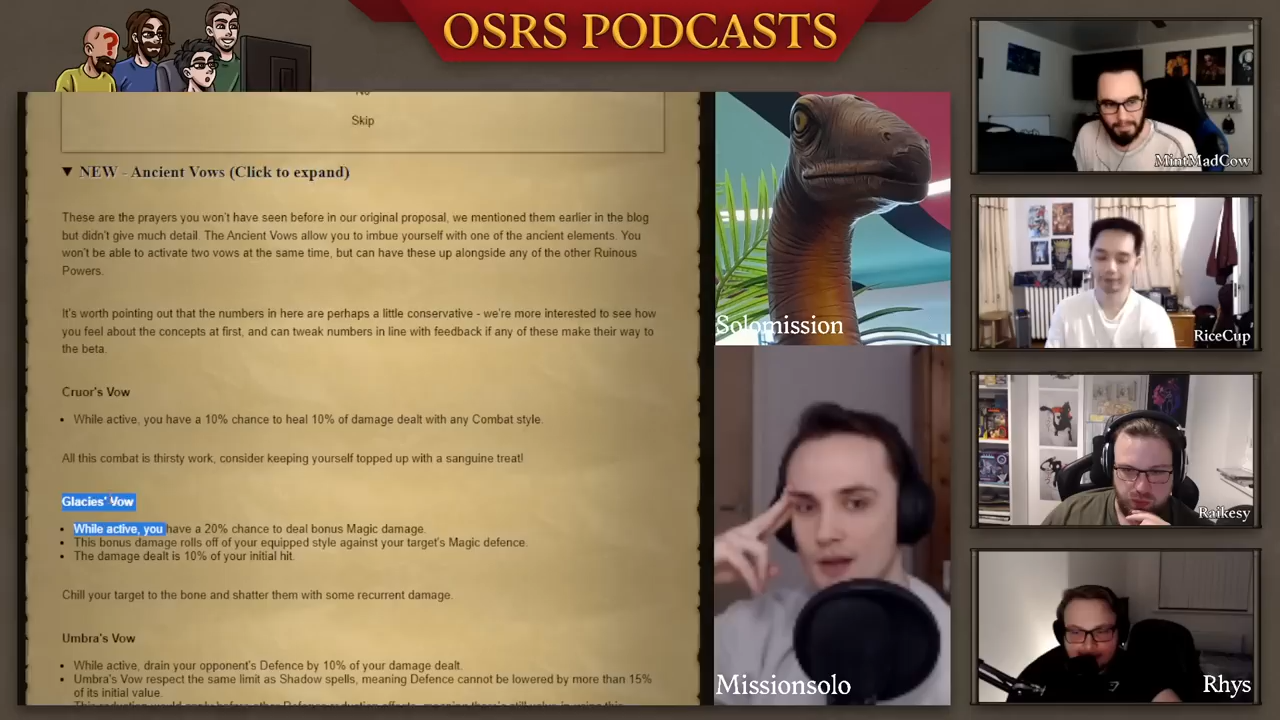 OSRS PODCASTS
?
No
Skip
▼ NEW - Ancient Vows (Click to expand)
These are the prayers you won't have seen before in our original proposal, we mentioned them earlier in the blog
but didn't give much detail. The Ancient Vows allow you to imbue yourself with one of the ancient elements. You
won't be able to activate two vows at the same time, but can have these up alongside any of the other Ruinous
Powers.
It's worth pointing out that the numbers in here are perhaps a little conservative - we're more interested to see how
you feel about the concepts at first, and can tweak numbers in line with feedback if any of these make their way to
the beta.
Cruor's Vow
• While active, you have a 10% chance to heal 10% of damage dealt with any Combat style.
All this combat is thirsty work, consider keeping yourself topped up with a sanguine treat!
Glacies' Vow
• While active, you have a 20% chance to deal bonus Magic damage.
• This bonus damage rolls off of your equipped style against your target's Magic defence.
• The damage dealt is 10% of your initial hit.
Chill your target to the bone and shatter them with some recurrent damage.
Umbra's Vow
• While active, drain your opponent's Defence by 10% of your damage dealt.
• Umbra's Vow respect the same limit as Shadow spells, meaning Defence cannot be lowered by more than 15%
of its initial value.
Solomission
Missionsolo
MintMadCow
RiceCup
Raikesy
Rhys